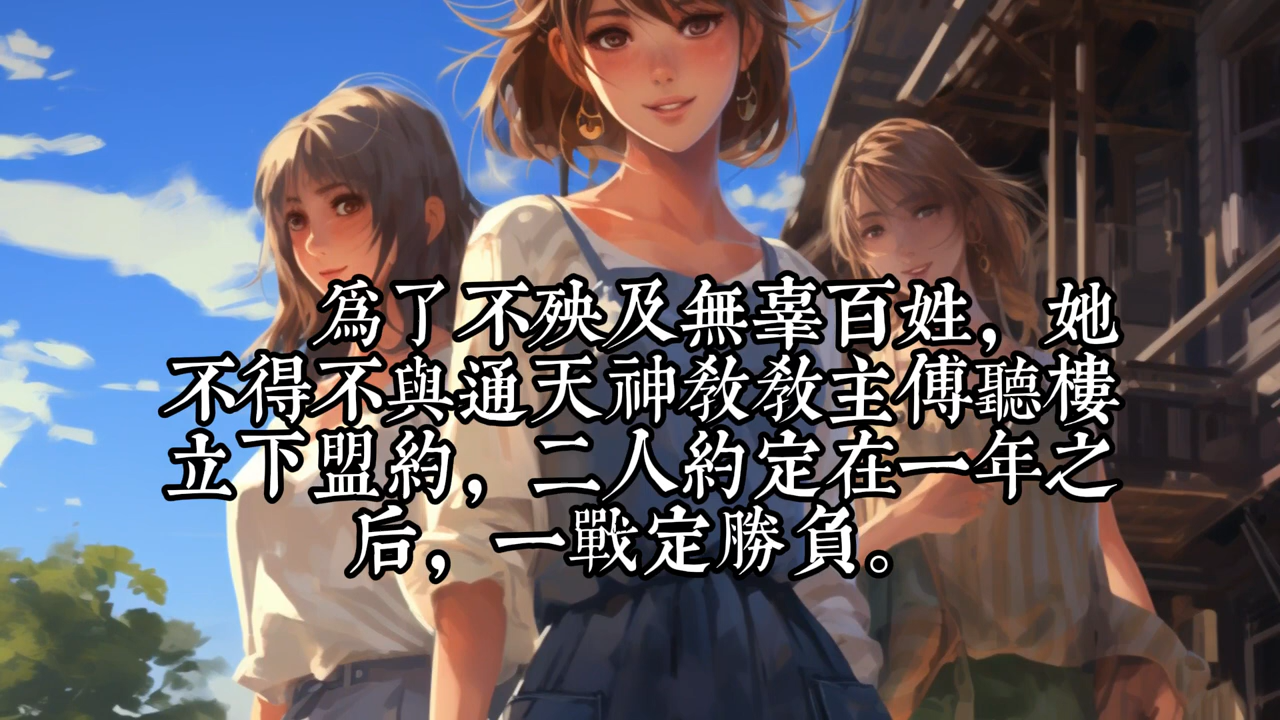 爲了不殃及無辜百姓，她
不得不與通天神教教主傅聽樓
立下盟約，二人約定在一年之
后，一戰定勝負。